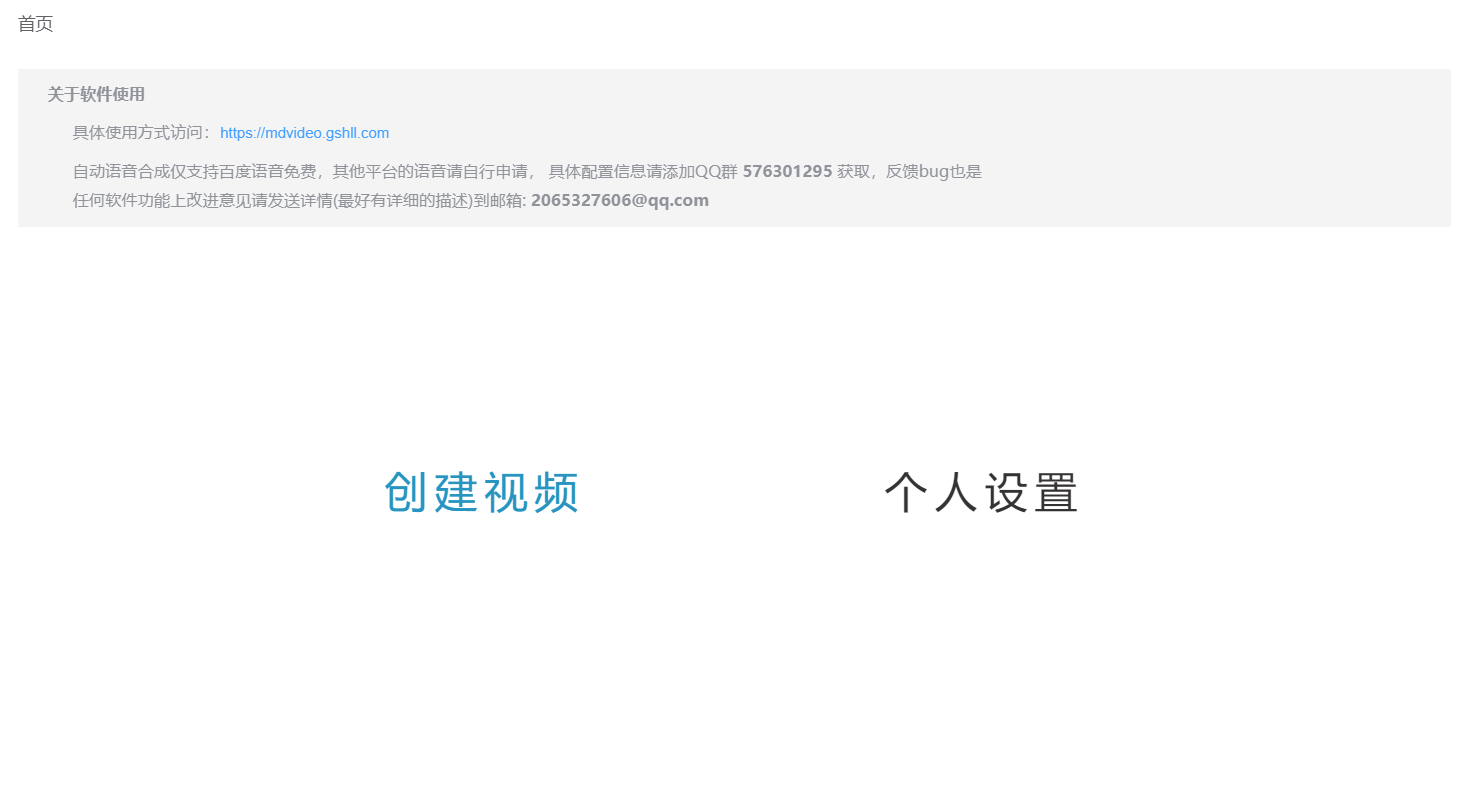 首页
关于软件使用
具体使用方式访问：https://mdvideo.gshll.com
自动语音合成仅支持百度语音免费，其他平台的语音请自行申请， 具体配置信息请添加QQ群 576301295 获取，反馈bug也是
任何软件功能上改进意见请发送详情(最好有详细的描述)到邮箱: 2065327606@qq.com
创建视频 个人设置